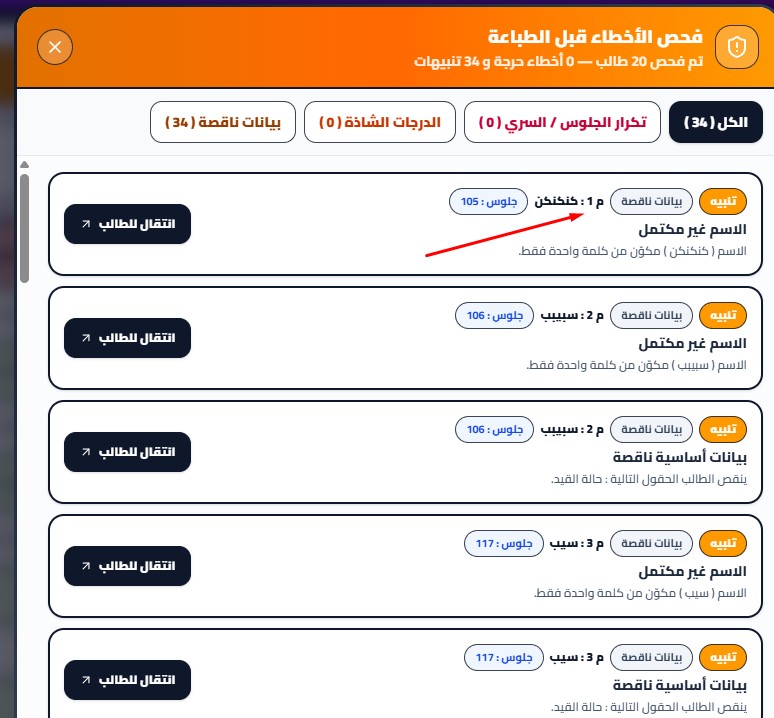 فحص الأخطاء قبل الطباعة
تم فحص 20 طالب — 0 أخطاء حرجة و 34 تنبيهات
الكل ( 34 )
تكرار الجلوس / السري ( 0 )
الدرجات الشاذة ( 0 )
بيانات ناقصة ( 34 )
تنبيه بيانات ناقصة م 1 : كنكنكن جلوس : 105
الاسم غير مكتمل
الاسم ( كنكنكن ) مكوّن من كلمة واحدة فقط.
انتقال للطالب
تنبيه بيانات ناقصة م 2 : سبيبب جلوس : 106
الاسم غير مكتمل
الاسم ( سبيبب ) مكوّن من كلمة واحدة فقط.
انتقال للطالب
تنبيه بيانات ناقصة م 2 : سبيبب جلوس : 106
بيانات أساسية ناقصة
ينقص الطالب الحقول التالية : حالة القيد.
انتقال للطالب
تنبيه بيانات ناقصة م 3 : سيب جلوس : 117
الاسم غير مكتمل
الاسم ( سيب ) مكوّن من كلمة واحدة فقط.
انتقال للطالب
تنبيه بيانات ناقصة م 3 : سيب جلوس : 117
بيانات أساسية ناقصة
ينقص الطالب الحقول التالية : حالة القيد.
انتقال للطالب